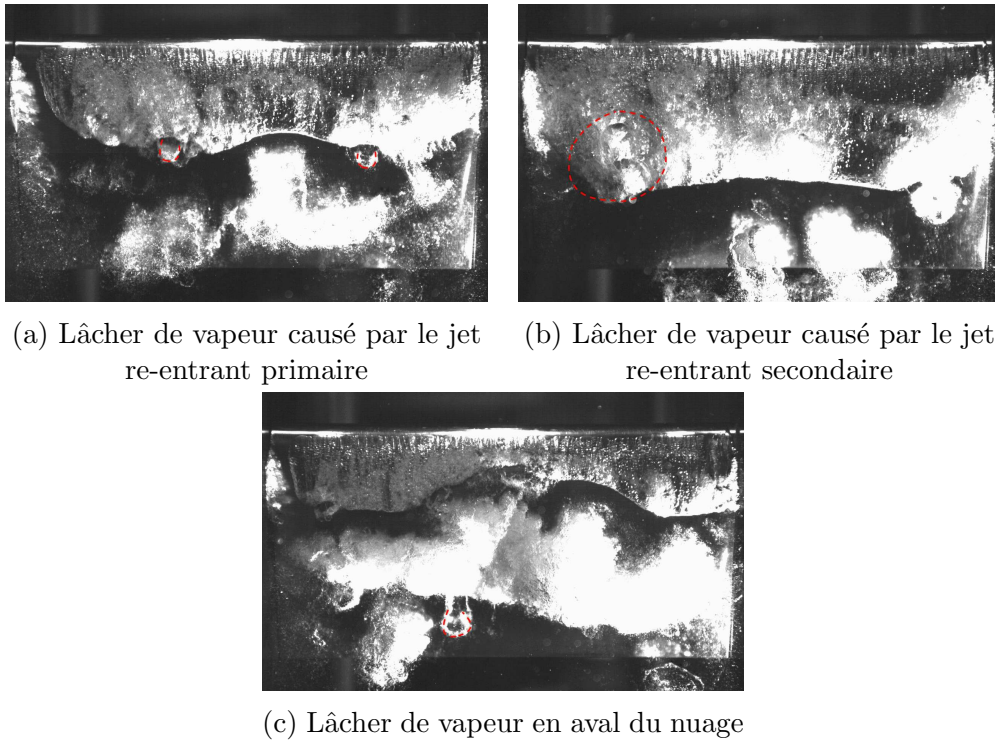 (a) Lâcher de vapeur causé par le jet
re-entrant primaire
(b) Lâcher de vapeur causé par le jet
re-entrant secondaire
(c) Lâcher de vapeur en aval du nuage